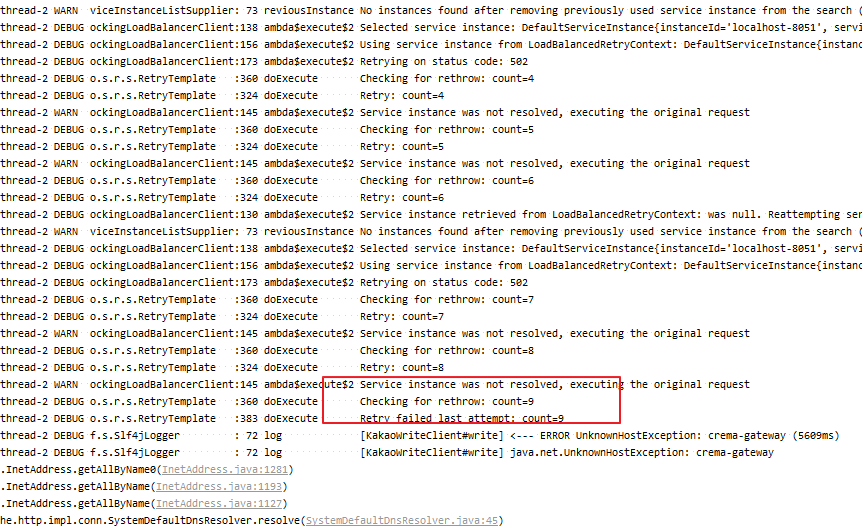 thread-2 WARN  viceInstanceListSupplier: 73 reviousInstance No instances found after removing previously used service instance from the search (
thread-2 DEBUG ockingLoadBalancerClient:138 ambda$execute$2 Selected service instance: DefaultServiceInstance{instanceId='localhost-8051', servi
thread-2 DEBUG ockingLoadBalancerClient:156 ambda$execute$2 Using service instance from LoadBalancedRetryContext: DefaultServiceInstance{instanc
thread-2 DEBUG ockingLoadBalancerClient:173 ambda$execute$2 Retrying on status code: 502
thread-2 DEBUG o.s.r.s.RetryTemplate   :360 doExecute       Checking for rethrow: count=4
thread-2 DEBUG o.s.r.s.RetryTemplate   :324 doExecute       Retry: count=4
thread-2 WARN  ockingLoadBalancerClient:145 ambda$execute$2 Service instance was not resolved, executing the original request
thread-2 DEBUG o.s.r.s.RetryTemplate   :360 doExecute       Checking for rethrow: count=5
thread-2 DEBUG o.s.r.s.RetryTemplate   :324 doExecute       Retry: count=5
thread-2 WARN  ockingLoadBalancerClient:145 ambda$execute$2 Service instance was not resolved, executing the original request
thread-2 DEBUG o.s.r.s.RetryTemplate   :360 doExecute       Checking for rethrow: count=6
thread-2 DEBUG o.s.r.s.RetryTemplate   :324 doExecute       Retry: count=6
thread-2 DEBUG ockingLoadBalancerClient:130 ambda$execute$2 Service instance retrieved from LoadBalancedRetryContext: was null. Reattempting ser
thread-2 WARN  viceInstanceListSupplier: 73 reviousInstance No instances found after removing previously used service instance from the search (
thread-2 DEBUG ockingLoadBalancerClient:138 ambda$execute$2 Selected service instance: DefaultServiceInstance{instanceId='localhost-8051', servi
thread-2 DEBUG ockingLoadBalancerClient:156 ambda$execute$2 Using service instance from LoadBalancedRetryContext: DefaultServiceInstance{instanc
thread-2 DEBUG ockingLoadBalancerClient:173 ambda$execute$2 Retrying on status code: 502
thread-2 DEBUG o.s.r.s.RetryTemplate   :360 doExecute       Checking for rethrow: count=7
thread-2 DEBUG o.s.r.s.RetryTemplate   :324 doExecute       Retry: count=7
thread-2 WARN  ockingLoadBalancerClient:145 ambda$execute$2 Service instance was not resolved, executing the original request
thread-2 DEBUG o.s.r.s.RetryTemplate   :360 doExecute       Checking for rethrow: count=8
thread-2 DEBUG o.s.r.s.RetryTemplate   :324 doExecute       Retry: count=8
thread-2 WARN  ockingLoadBalancerClient:145 ambda$execute$2 Service instance was not resolved, executing the original request
thread-2 DEBUG o.s.r.s.RetryTemplate   :360 doExecute       Checking for rethrow: count=9
thread-2 DEBUG o.s.r.s.RetryTemplate   :383 doExecute       Retry failed last attempt: count=9
thread-2 DEBUG f.s.Slf4jLogger         : 72 log             [KakaoWriteClient#write] <--- ERROR UnknownHostException: crema-gateway (5609ms)
thread-2 DEBUG f.s.Slf4jLogger         : 72 log             [KakaoWriteClient#write] java.net.UnknownHostException: crema-gateway
.InetAddress.getAllByName0(InetAddress.java:1281)
.InetAddress.getAllByName(InetAddress.java:1193)
.InetAddress.getAllByName(InetAddress.java:1127)
he.http.impl.conn.SystemDefaultDnsResolver.resolve(SystemDefaultDnsResolver.java:45)